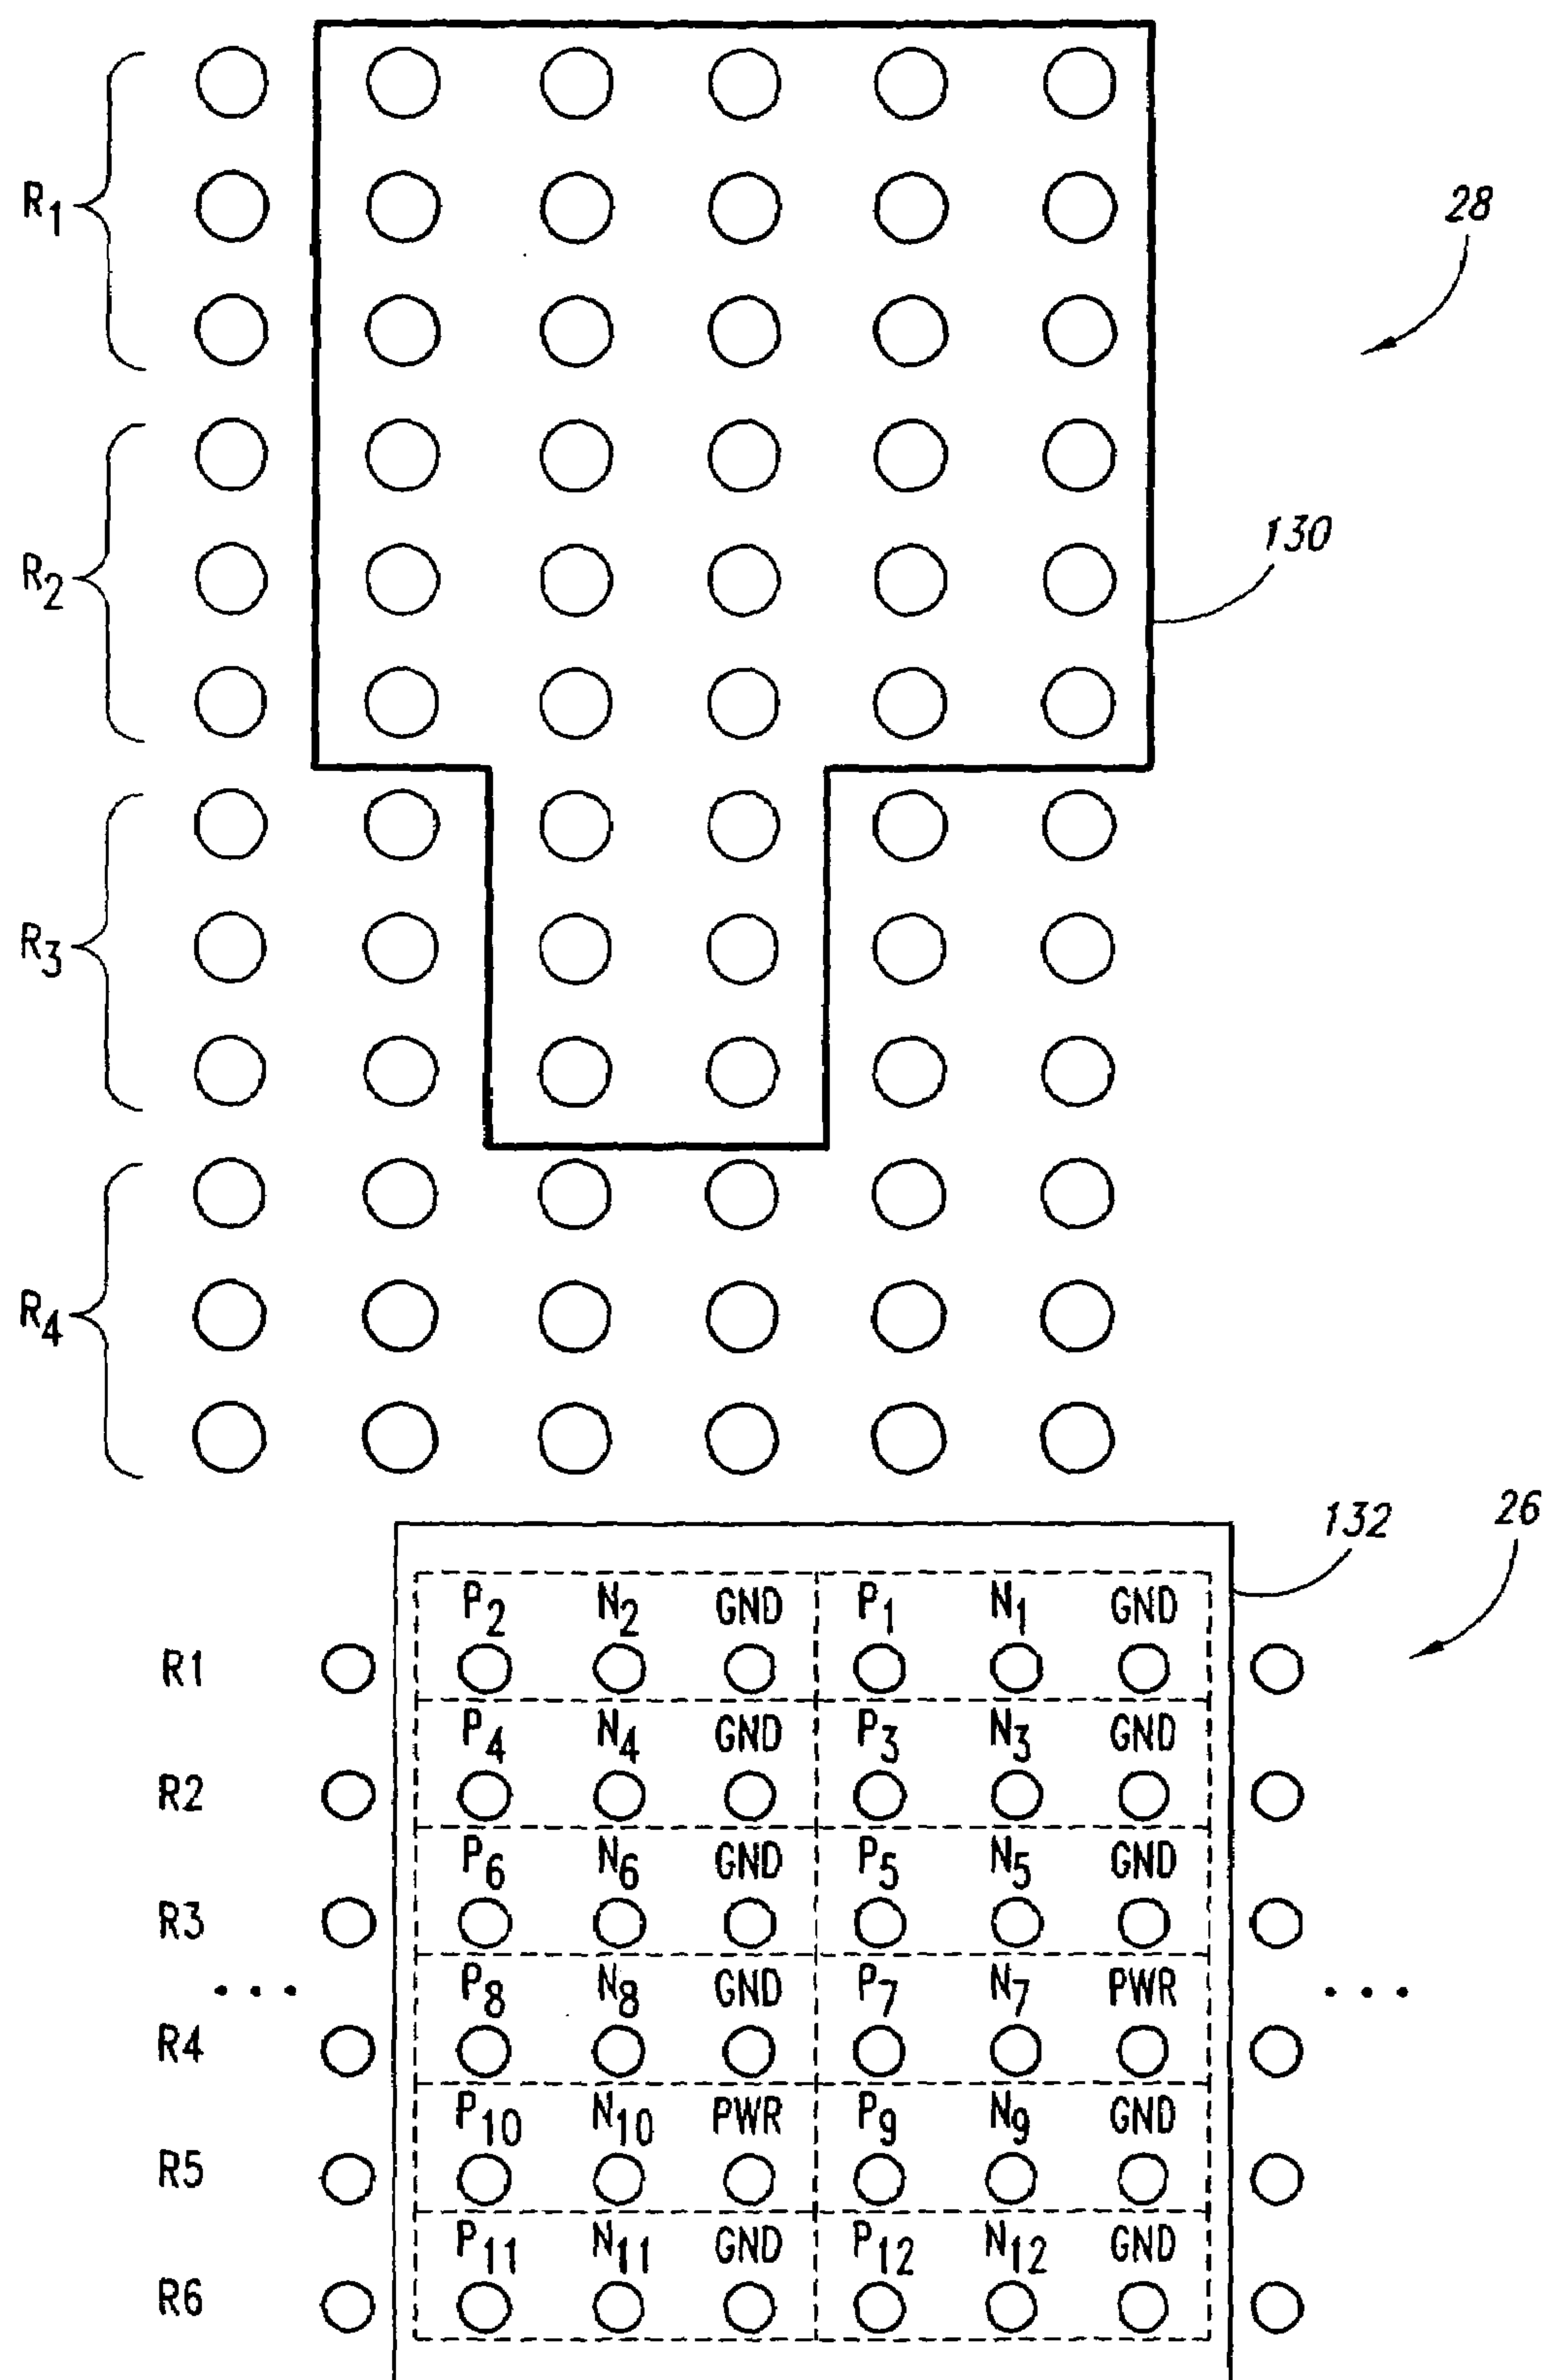 R1
28
130
R2
R3
R4
132
26
P2 N2 GND P1 N1 GND
R1
P4 N4 GND P3 N3 GND
R2
P6 N6 GND P5 N5 GND
R3
P8 N8 GND P7 N7 PWR
... ...
R4
P10 N10 PWR P9 N9 GND
R5
P11 N11 GND P12 N12 GND
R6